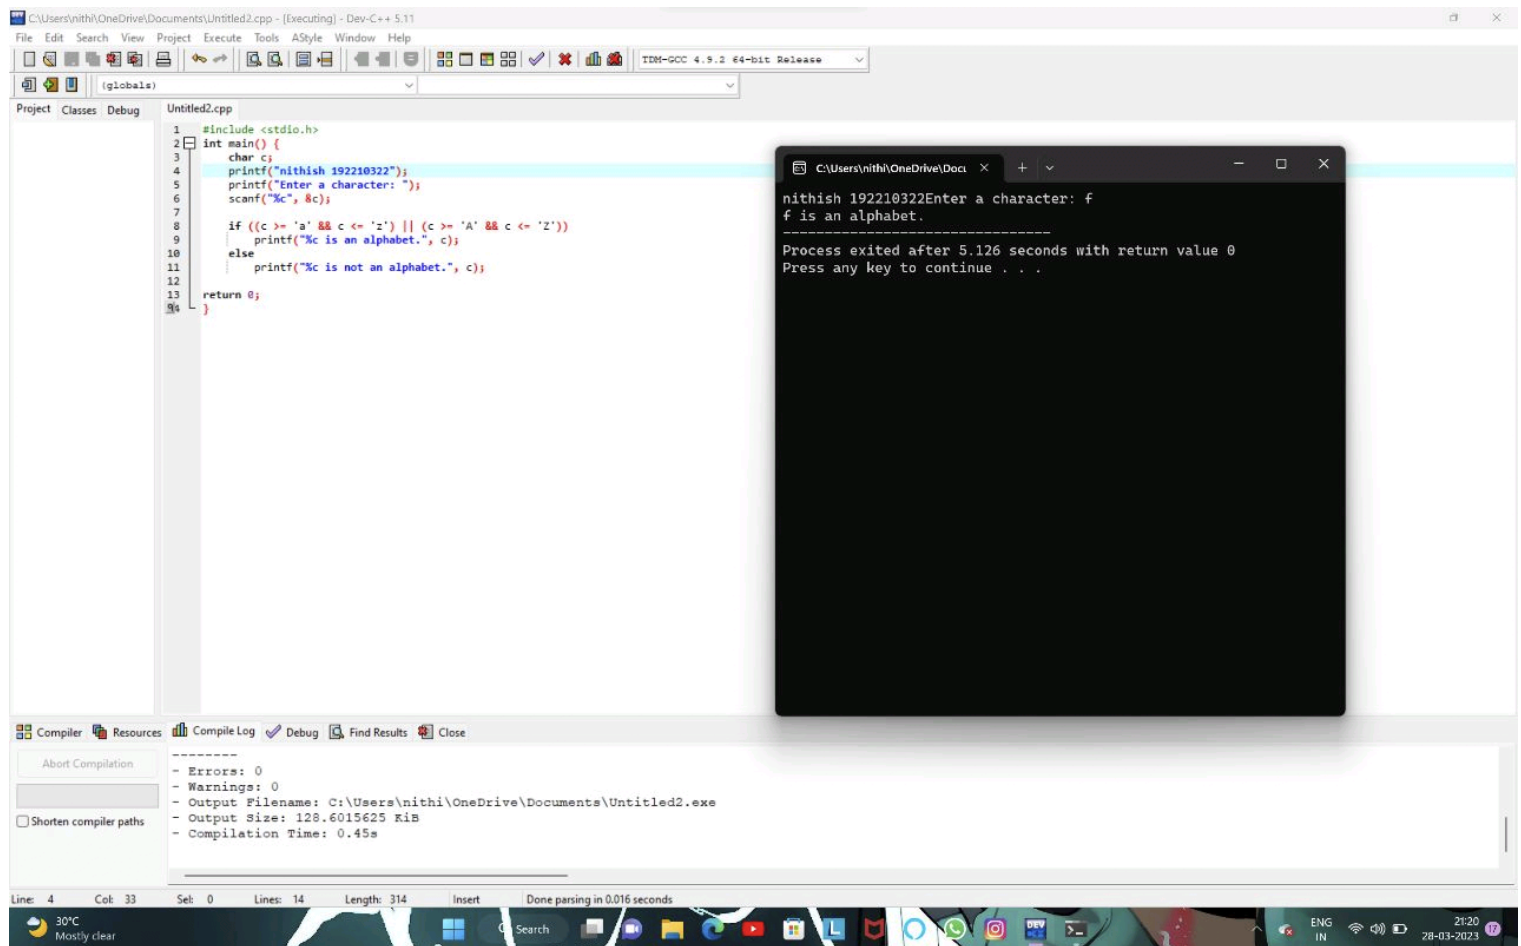 C:\Users\nithi\OneDrive\Documents\Untitled2.cpp - [Executing] - Dev-C++ 5.11
File Edit Search View Project Execute Tools AStyle Window Help
TDM-GCC 4.9.2 64-bit Release
(globals)
Project Classes Debug Untitled2.cpp
1 #include <stdio.h>
2 int main() {
3 char c;
4 printf("nithish 192210322");
5 printf("Enter a character: ");
6 scanf("%c", &c);
7
8 if ((c >= 'a' && c <= 'z') || (c >= 'A' && c <= 'Z'))
9 printf("%c is an alphabet.", c);
10 else
11 printf("%c is not an alphabet.", c);
12
13 return 0;
}
C:\Users\nithi\OneDrive\Docu
nithish 192210322Enter a character: f
f is an alphabet.
--------------------------------
Process exited after 5.126 seconds with return value 0
Press any key to continue . . .
Compiler Resources Compile Log Debug Find Results Close
Abort Compilation
Shorten compiler paths
--------
- Errors: 0
- Warnings: 0
- Output Filename: C:\Users\nithi\OneDrive\Documents\Untitled2.exe
- Output Size: 128.6015625 KiB
- Compilation Time: 0.45s
Line: 4 Col: 33 Sel: 0 Lines: 14 Length: 314 Insert Done parsing in 0.016 seconds
30°C
Mostly clear
Search
ENG
IN
21:20
28-03-2023
17